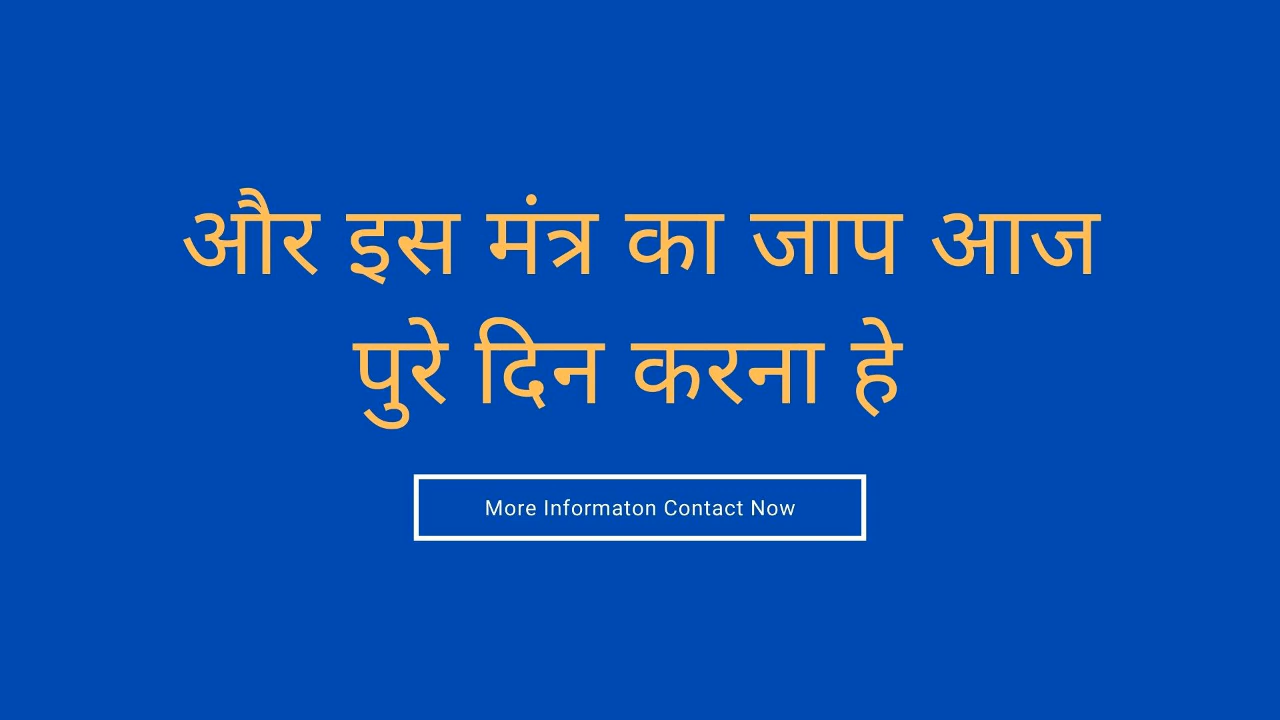 और इस मंत्र का जाप आज
पुरे दिन करना हे
More Informaton Contact Now